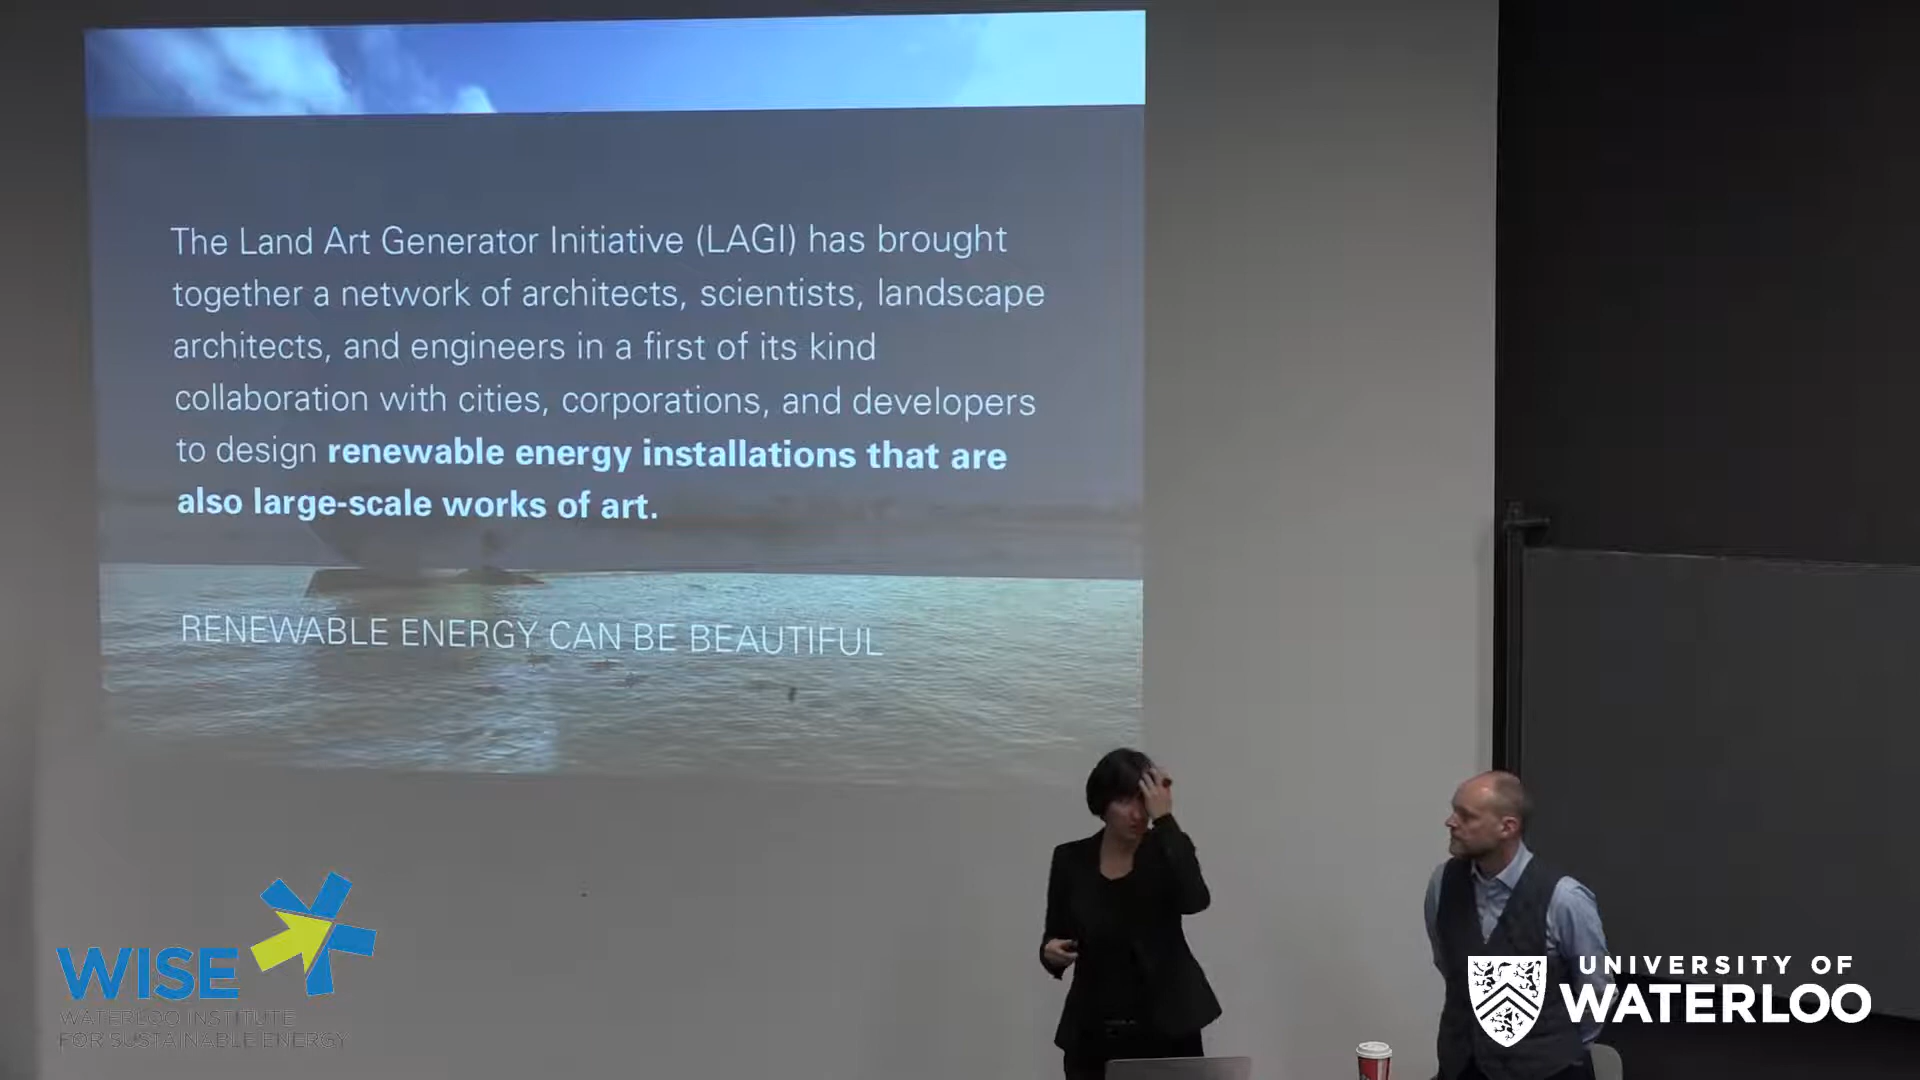 The Land Art Generator Initiative (LAGI) has brought
together a network of architects, scientists, landscape
architects, and engineers in a first of its kind
collaboration with cities, corporations, and developers
to design renewable energy installations that are
also large-scale works of art.
RENEWABLE ENERGY CAN BE BEAUTIFUL
WISE
WATERLOO INSTITUTE
FOR SUSTAINABLE ENERGY
UNIVERSITY OF
WATERLOO